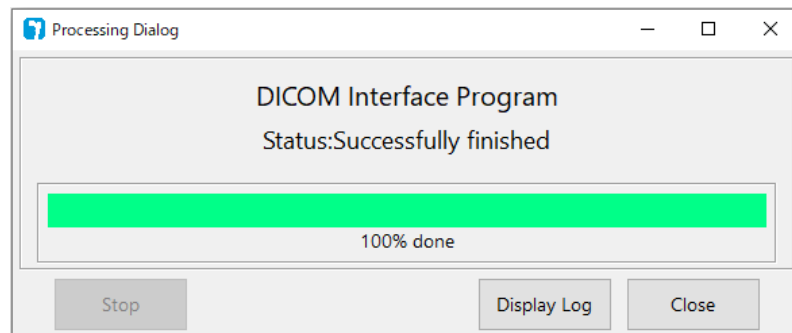 Processing Dialog
DICOM Interface Program
Status:Successfully finished
100% done
Stop
Display Log
Close